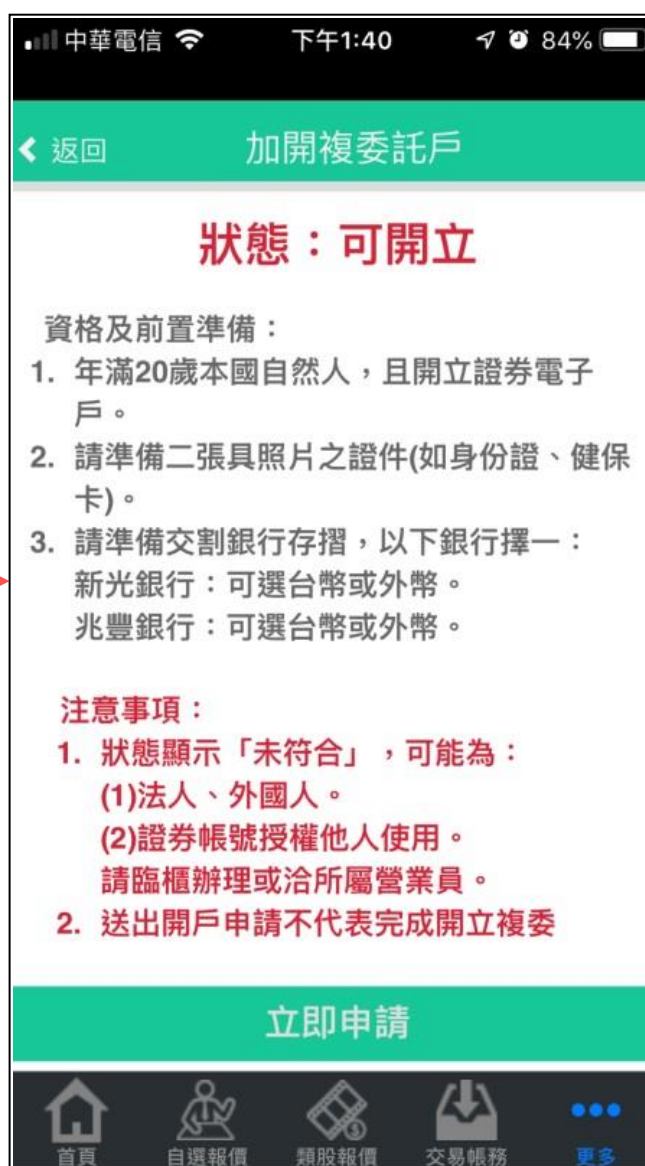 中華電信 下午1:40 84%
返回 加開複委託戶
狀態：可開立
資格及前置準備：
1. 年滿20歲本國自然人，且開立證券電子
戶。
2. 請準備二張具照片之證件(如身份證、健保
卡)。
3. 請準備交割銀行存摺，以下銀行擇一：
新光銀行：可選台幣或外幣。
兆豐銀行：可選台幣或外幣。
注意事項：
1. 狀態顯示「未符合」，可能為：
(1)法人、外國人。
(2)證券帳號授權他人使用。
請臨櫃辦理或洽所屬營業員。
2. 送出開戶申請不代表完成開立複委
立即申請
首頁 自選報價 類股報價 交易帳務 更多